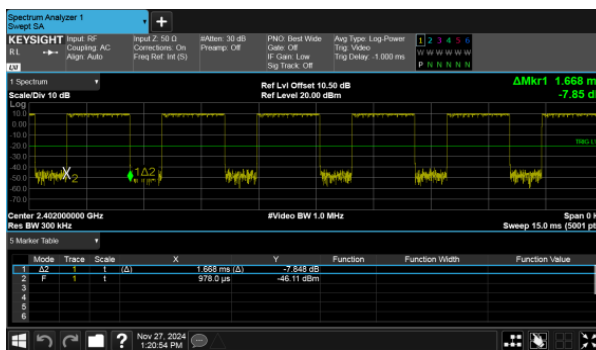 Spectrum Analyzer 1
Swept SA
+
KEYSIGHT Input: RF Input Z: 50 Ω #Atten: 30 dB PNO: Best Wide Avg Type: Log-Power 1 2 3 4 5 6
RL Coupling: AC Corrections: On Preamp: Off Gate: Off Trig: Video W W W W W W
Align: Auto Freq Ref: Int (S) IF Gain: Low Trig Delay: -1.000 ms
LXI Sig Track: Off P N N N N N
1 Spectrum Ref Lvl Offset 10.50 dB ΔMkr1 1.668 m
Scale/Div 10 dB Ref Level 20.00 dBm -7.85 d
Log
10.0
0.00
-10.0
-20.0 TRIG L
-30.0
-40.0
-50.0 X2 1Δ2
-60.0
-70.0
Center 2.402000000 GHz #Video BW 1.0 MHz Span 0 H
Res BW 300 kHz Sweep 15.0 ms (5001 pt
5 Marker Table
Mode Trace Scale X Y Function Function Width Function Value
1 Δ2 1 t (Δ) 1.668 ms (Δ) -7.848 dB
2 F 1 t 978.0 µs -46.11 dBm
3
4
5
6
? Nov 27, 2024
1:20:54 PM